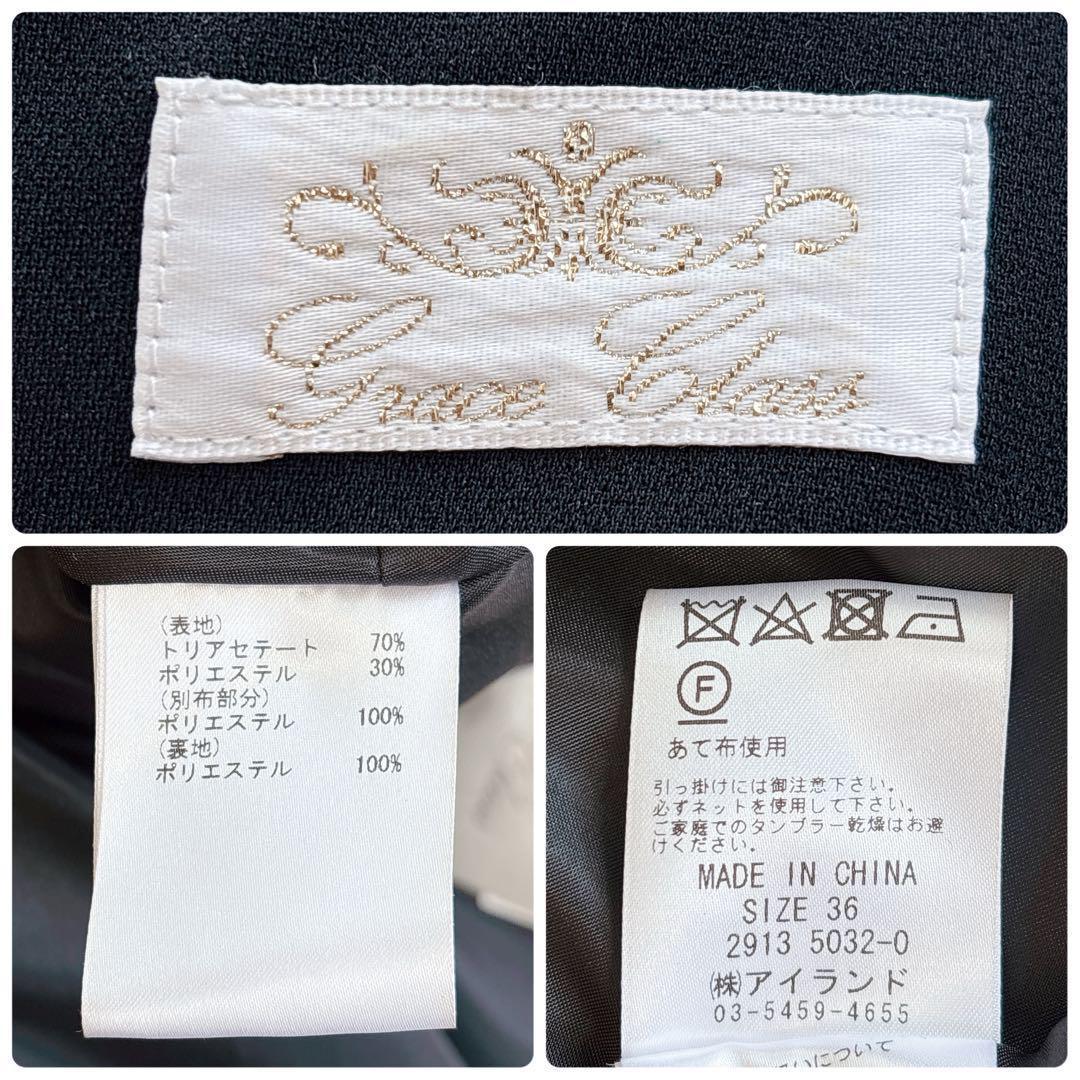 Grace Class
(表地)
トリアセテート 70%
ポリエステル 30%
(別布部分)
ポリエステル 100%
(裏地)
ポリエステル 100%
F
あて布使用
引っ掛けには御注意下さい。
必ずネットを使用して下さい。
ご家庭でのタンブラー乾燥はお避
けください。
MADE IN CHINA
SIZE 36
2913 5032-0
㈱アイランド
03-5459-4655
について